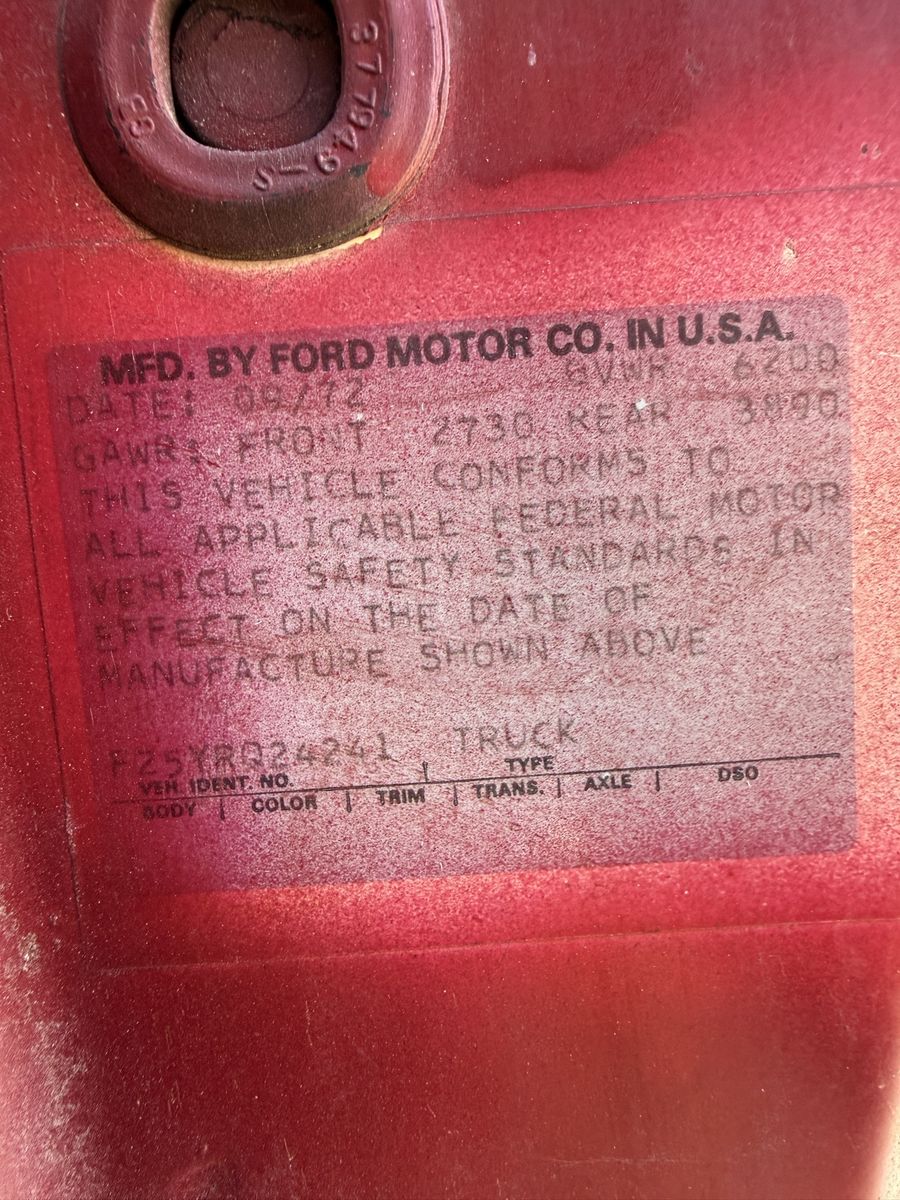 377949-S
EB
MFD. BY FORD MOTOR CO. IN U.S.A.
DATE: 09/72 GVWR 6200
GAWR: FRONT 2730 REAR 3890
THIS VEHICLE CONFORMS TO
ALL APPLICABLE FEDERAL MOTOR
VEHICLE SAFETY STANDARDS IN
EFFECT ON THE DATE OF
MANUFACTURE SHOWN ABOVE
F25YRQ24241 TRUCK
VEH. IDENT. NO. | TYPE
BODY | COLOR | TRIM | TRANS. | AXLE | DSO